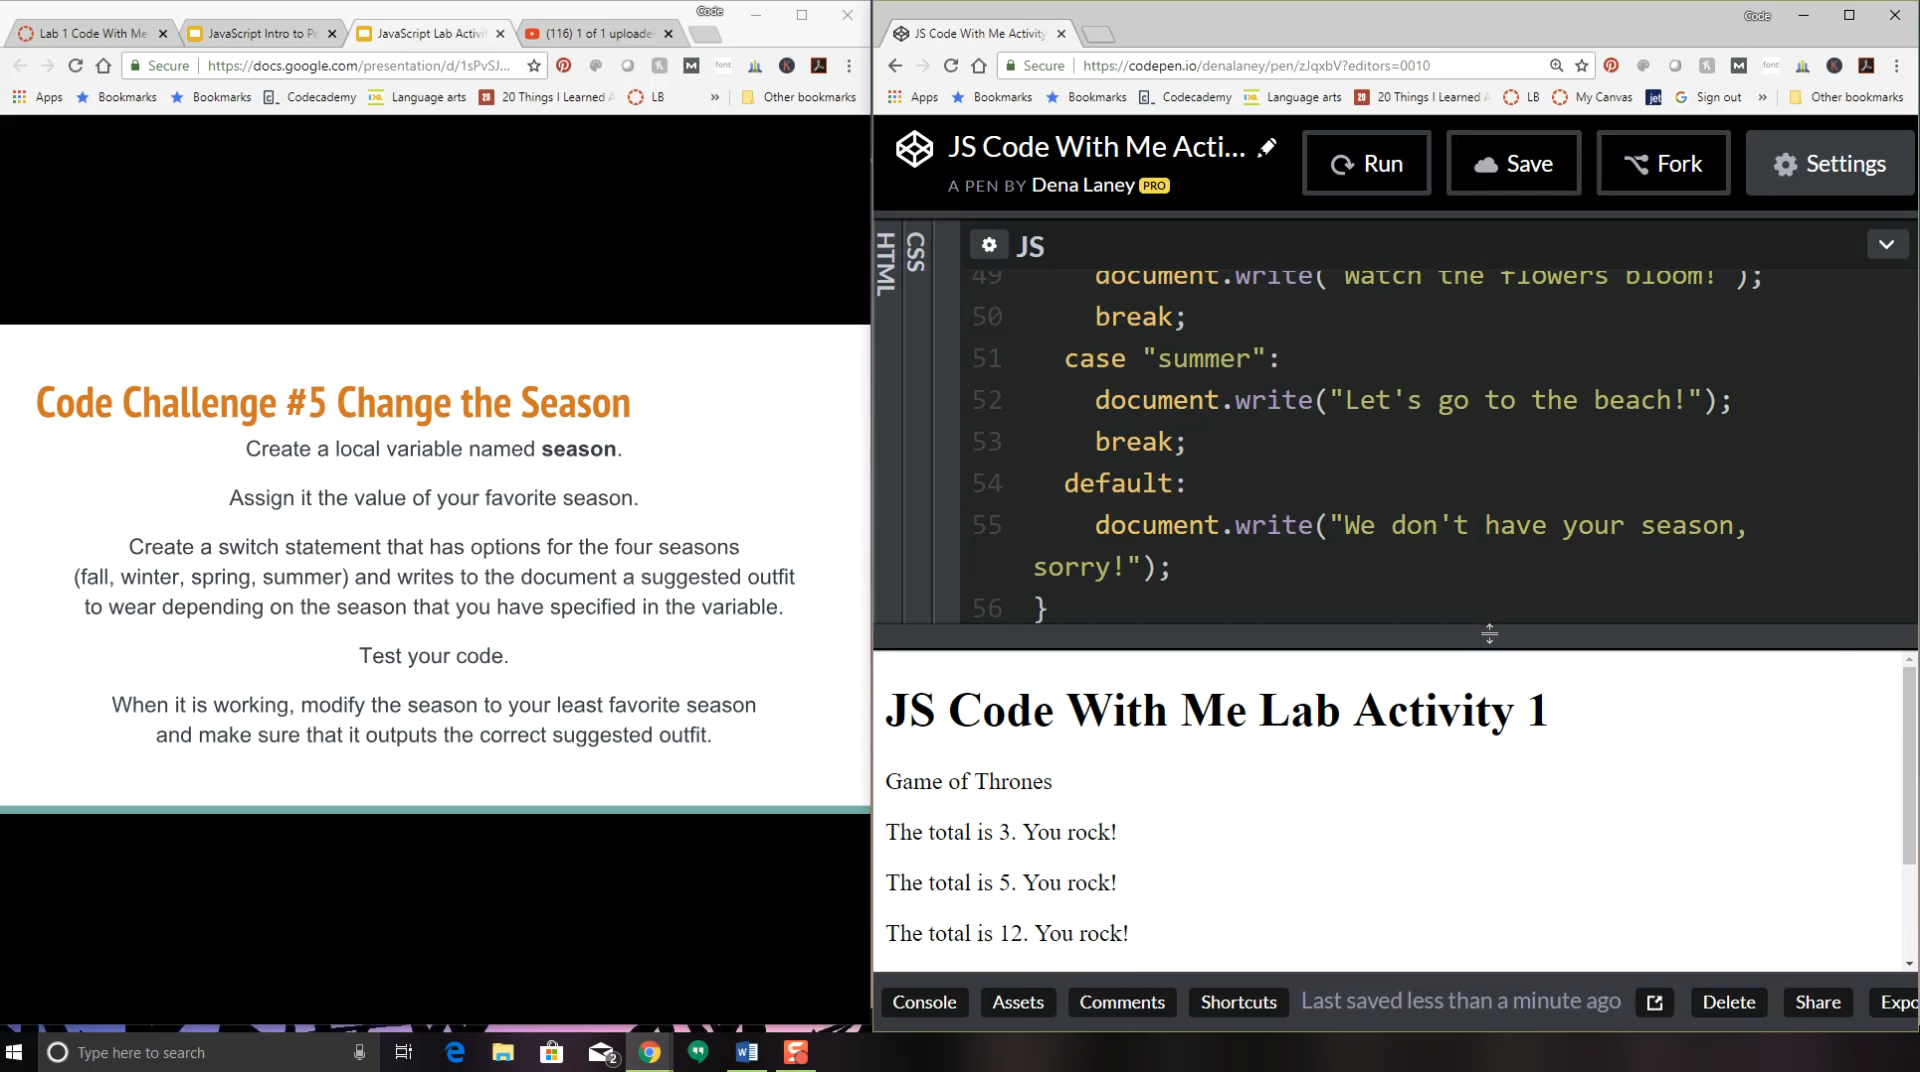 Code
Lab 1 Code With Me
JavaScript Intro to Pr
JavaScript Lab Activi
(116) 1 of 1 uploade
Secure
https://docs.google.com/presentation/d/1sPvSJ...
Apps
Bookmarks
Bookmarks
Codecademy
Language arts
20 Things I Learned
LB
»
Other bookmarks
Code Challenge #5 Change the Season
Create a local variable named season.
Assign it the value of your favorite season.
Create a switch statement that has options for the four seasons
(fall, winter, spring, summer) and writes to the document a suggested outfit
to wear depending on the season that you have specified in the variable.
Test your code.
When it is working, modify the season to your least favorite season
and make sure that it outputs the correct suggested outfit.
Code
JS Code With Me Activity
Secure
https://codepen.io/denalaney/pen/zJqxbV?editors=0010
Apps
Bookmarks
Bookmarks
Codecademy
Language arts
20 Things I Learned
LB
My Canvas
jet
Sign out
»
Other bookmarks
JS Code With Me Acti...
A PEN BY Dena Laney PRO
Run
Save
Fork
Settings
HTML
CSS
JS
49 document.write("Watch the flowers bloom!");
50 break;
51 case "summer":
52 document.write("Let's go to the beach!");
53 break;
54 default:
55 document.write("We don't have your season,
sorry!");
56 }
JS Code With Me Lab Activity 1
Game of Thrones
The total is 3. You rock!
The total is 5. You rock!
The total is 12. You rock!
Console
Assets
Comments
Shortcuts
Last saved less than a minute ago
Delete
Share
Expo
Type here to search
2